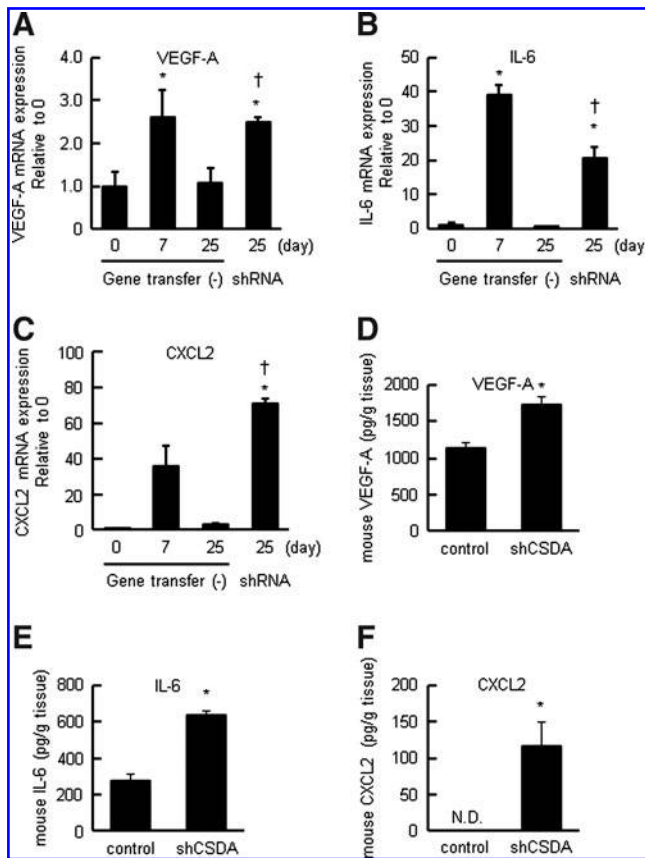 A
VEGF-A
VEGF-A mRNA expression
Relative to 0
4.0
3.0
2.0
1.0
0
*
†
*
0 7 25 25 (day)
Gene transfer (-) shRNA
B
IL-6
IL-6 mRNA expression
Relative to 0
50
40
30
20
10
0
*
†
*
0 7 25 25 (day)
Gene transfer (-) shRNA
C
CXCL2
CXCL2 mRNA expression
Relative to 0
100
80
60
40
20
0
†
*
0 7 25 25 (day)
Gene transfer (-) shRNA
D
VEGF-A
mouse VEGF-A (pg/g tissue)
2000
1500
1000
500
0
*
control shCSDA
E
IL-6
mouse IL-6 (pg/g tissue)
800
600
400
200
0
*
control shCSDA
F
CXCL2
mouse CXCL2 (pg/g tissue)
200
150
100
50
0
*
N.D.
control shCSDA